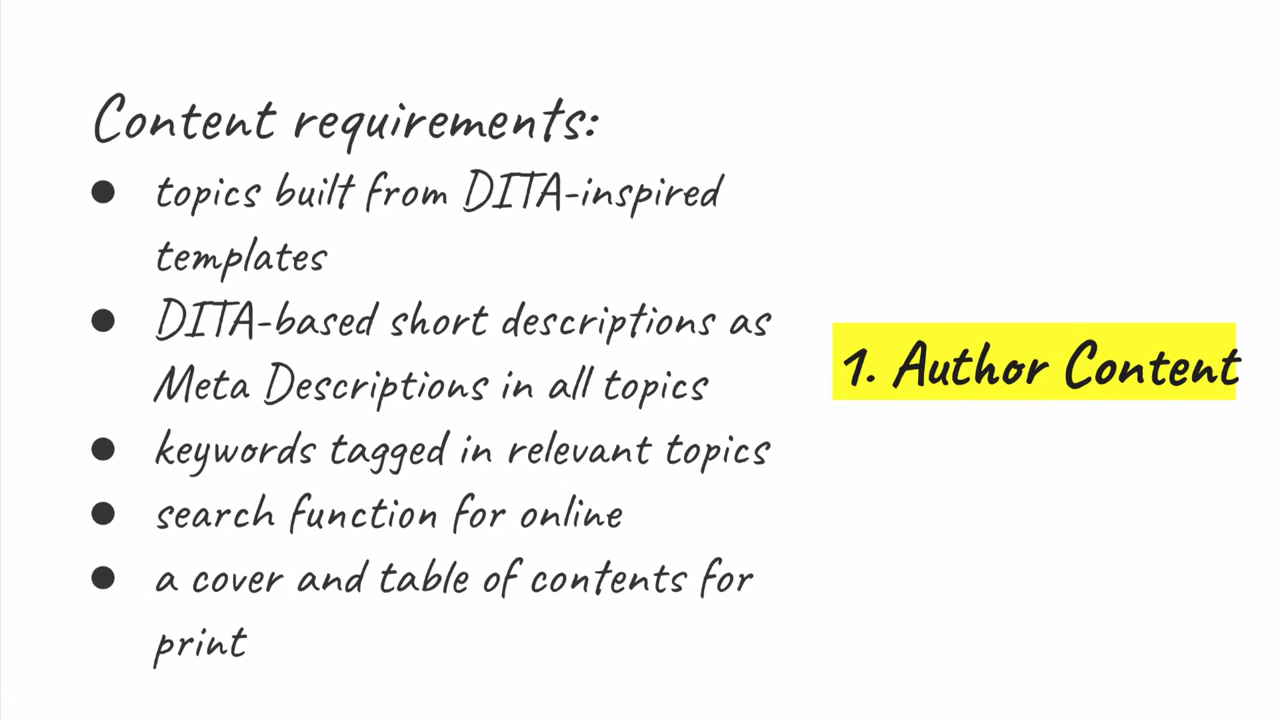 Content requirements:
● topics built from DITA-inspired
templates
● DITA-based short descriptions as
Meta Descriptions in all topics
● keywords tagged in relevant topics
● search function for online
● a cover and table of contents for
print
1. Author Content